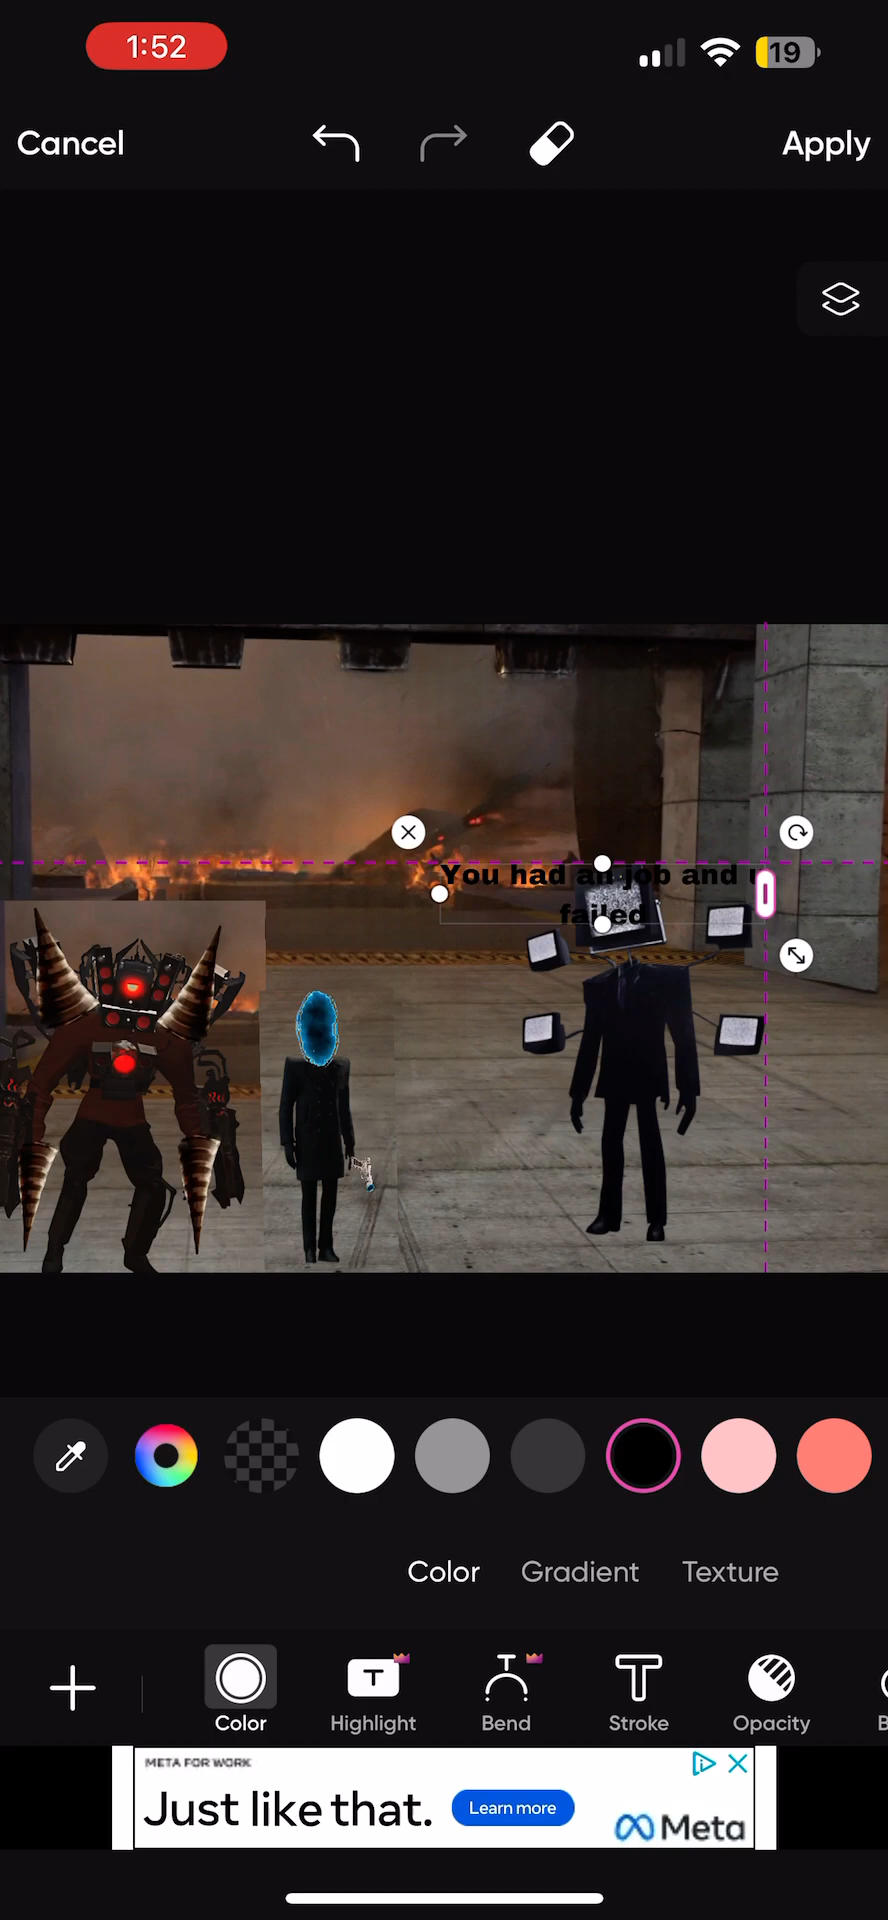 1:52
19
Cancel
Apply
You had an job and u
failed
Color Gradient Texture
Color Highlight Bend Stroke Opacity B
META FOR WORK
Just like that.
Learn more
Meta